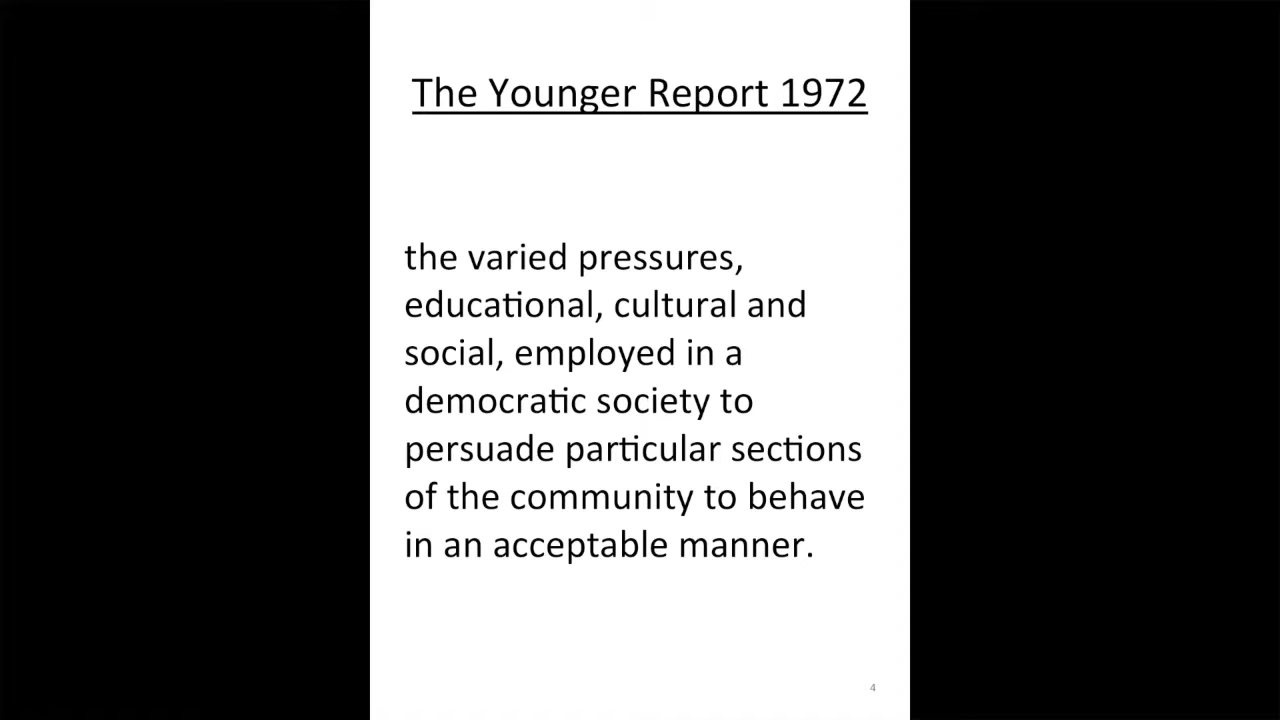 The Younger Report 1972
the varied pressures,
educational, cultural and
social, employed in a
democratic society to
persuade particular sections
of the community to behave
in an acceptable manner.
4